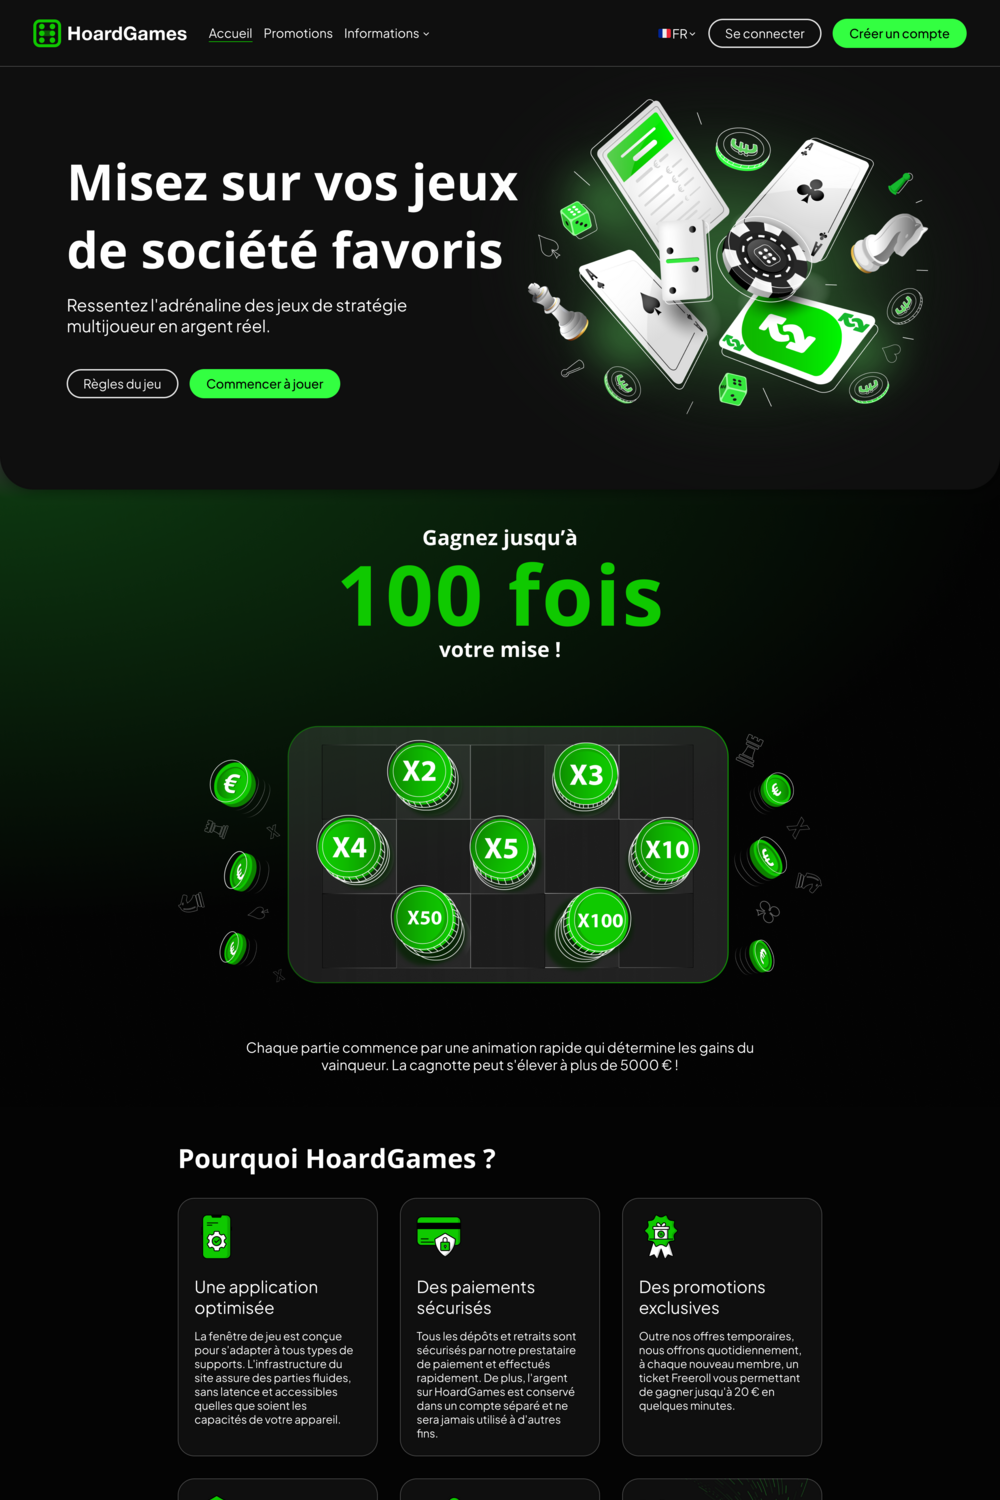 HoardGames
Accueil
Promotions
Informations
FR
Se connecter
Créer un compte
Misez sur vos jeux
de société favoris
Ressentez l'adrénaline des jeux de stratégie
multijoueur en argent réel.
Règles du jeu
Commencer à jouer
A
A
A
Gagnez jusqu’à
100 fois
votre mise !
X2
X3
€
€
X4
X5
X10
€
€
X50
X100
€
€
Chaque partie commence par une animation rapide qui détermine les gains du
vainqueur. La cagnotte peut s'élever à plus de 5000 € !
Pourquoi HoardGames ?
Une application
optimisée
La fenêtre de jeu est conçue
pour s'adapter à tous types de
supports. L'infrastructure du
site assure des parties fluides,
sans latence et accessibles
quelles que soient les
capacités de votre appareil.
Des paiements
sécurisés
Tous les dépôts et retraits sont
sécurisés par notre prestataire
de paiement et effectués
rapidement. De plus, l'argent
sur HoardGames est conservé
dans un compte séparé et ne
sera jamais utilisé à d'autres
fins.
Des promotions
exclusives
Outre nos offres temporaires,
nous offrons quotidiennement,
à chaque nouveau membre, un
ticket Freeroll vous permettant
de gagner jusqu'à 20 € en
quelques minutes.